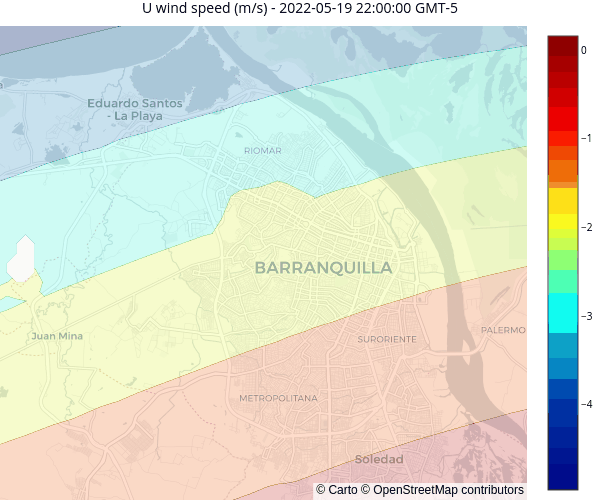 U wind speed (m/s) - 2022-05-19 22:00:00 GMT-5
0
−1
−2
−3
−4
Eduardo Santos
- La Playa
RIOMAR
BARRANQUILLA
Juan Mina
SURORIENTE
PALERMO
METROPOLITANA
Soledad
© Carto © OpenStreetMap contributors